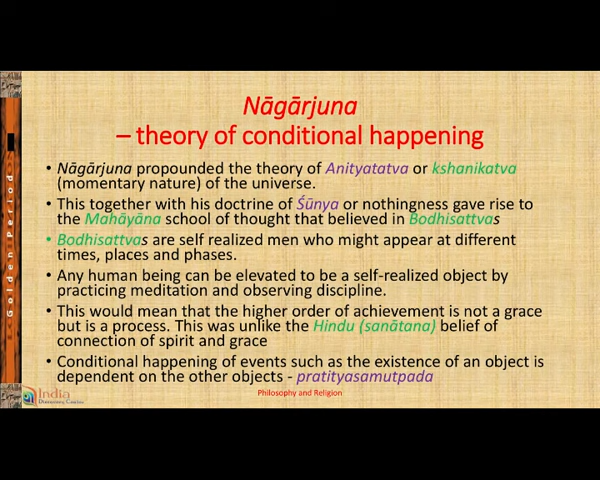 Nāgārjuna
– theory of conditional happening
• Nāgārjuna propounded the theory of Anityatatva or kshanikatva
(momentary nature) of the universe.
• This together with his doctrine of Śūnya or nothingness gave rise to
the Mahāyāna school of thought that believed in Bodhisattvas
• Bodhisattvas are self realized men who might appear at different
times, places and phases.
• Any human being can be elevated to be a self-realized object by
practicing meditation and observing discipline.
• This would mean that the higher order of achievement is not a grace
but is a process. This was unlike the Hindu (sanātana) belief of
connection of spirit and grace
• Conditional happening of events such as the existence of an object is
dependent on the other objects - pratityasamutpada
Golden Period
India
Philosophy and Religion